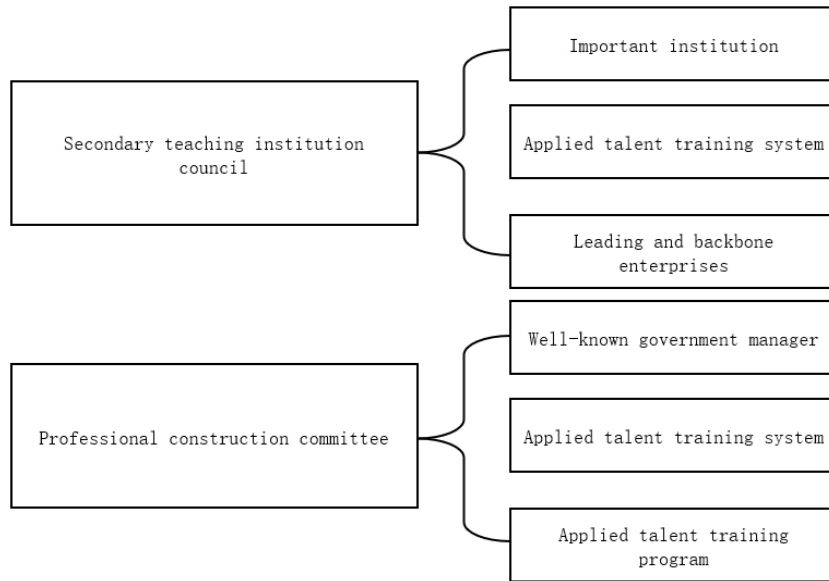 Important institution
Secondary teaching institution
council
Applied talent training system
Leading and backbone
enterprises
Well-known government manager
Professional construction committee
Applied talent training system
Applied talent training
program